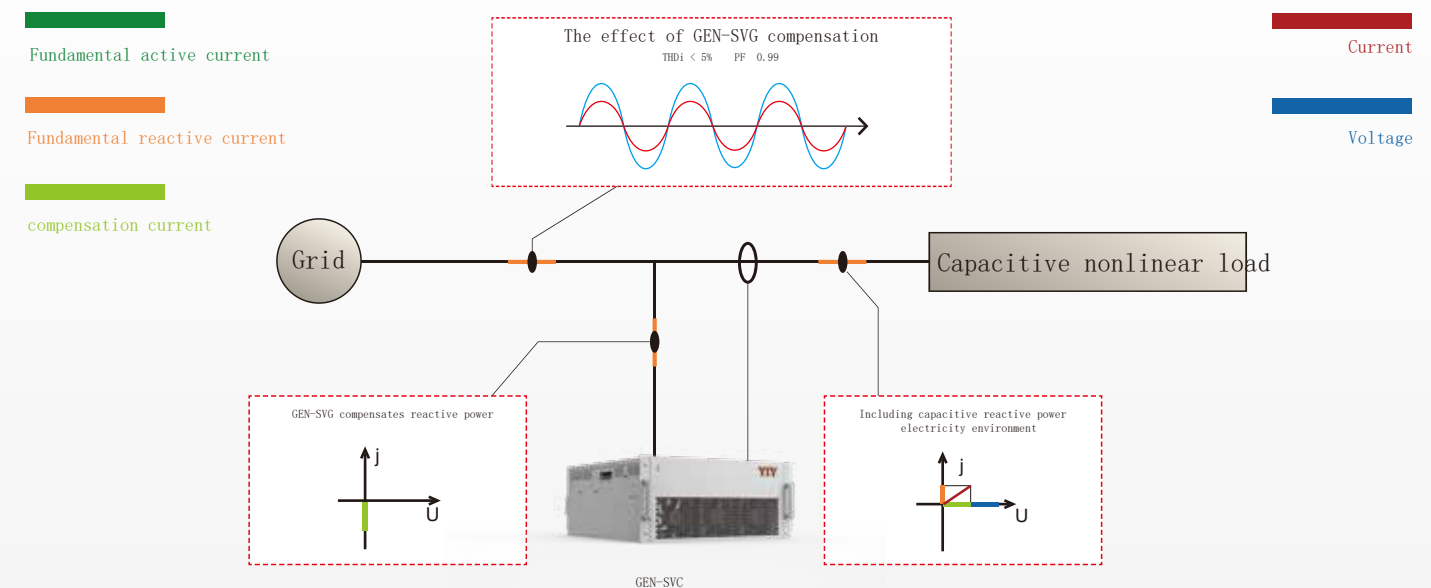 Fundamental active current
Fundamental reactive current
compensation current
The effect of GEN-SVG compensation
THDi < 5% PF 0.99
Current
Voltage
Grid
Capacitive nonlinear load
GEN-SVG compensates reactive power
j
U
YIY
Including capacitive reactive power
electricity environment
j
U
GEN-SVC